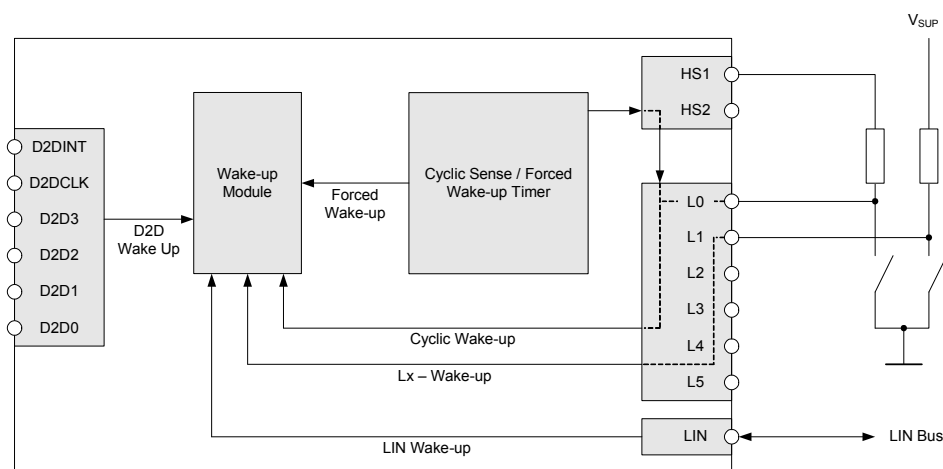 VSUP
HS1
HS2
D2DINT
D2DCLK
D2D3
D2D2
D2D1
D2D0
D2D
Wake Up
Wake-up
Module
Forced
Wake-up
Cyclic Sense / Forced
Wake-up Timer
L0
L1
L2
L3
L4
L5
Cyclic Wake-up
Lx – Wake-up
LIN Wake-up
LIN
LIN Bus